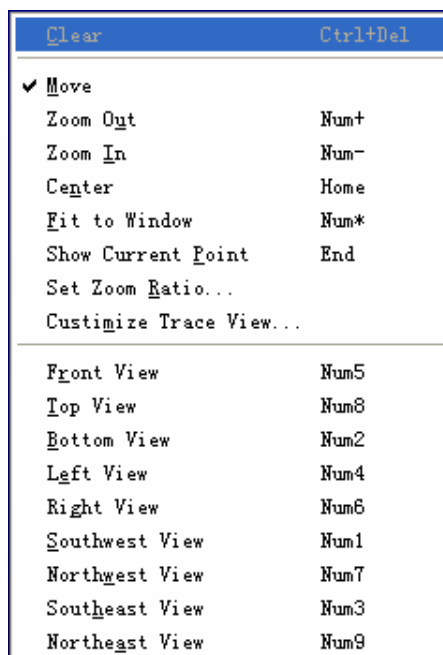 Clear Ctrl+Del
Move
Zoom Out Num+
Zoom In Num-
Center Home
Fit to Window Num*
Show Current Point End
Set Zoom Ratio...
Custimize Trace View...
Front View Num5
Top View Num8
Bottom View Num2
Left View Num4
Right View Num6
Southwest View Num1
Northwest View Num7
Southeast View Num3
Northeast View Num9